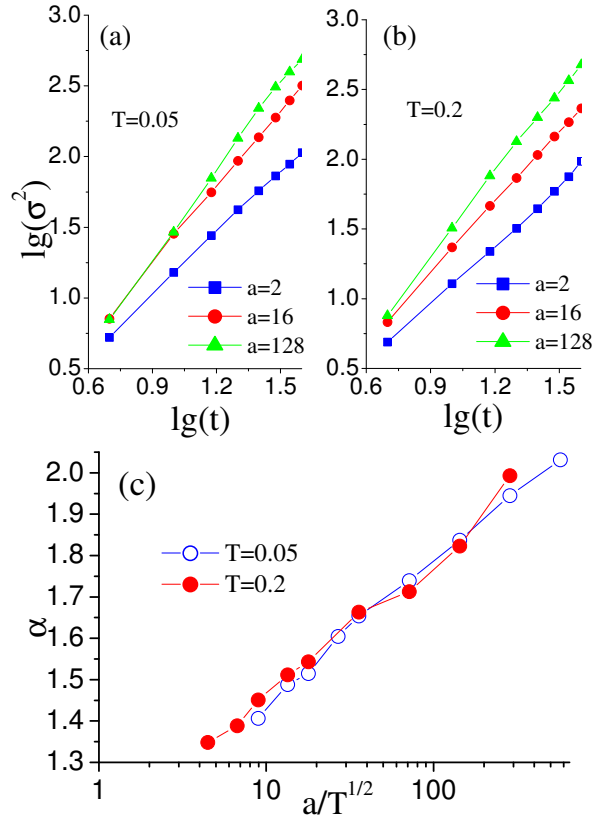 (a)
T=0.05
lg(σ²)
3.0
2.5
2.0
1.5
1.0
0.5
a=2
a=16
a=128
0.6 0.9 1.2 1.5
lg(t)
(b)
T=0.2
3.0
2.5
2.0
1.5
1.0
0.5
a=2
a=16
a=128
0.6 0.9 1.2 1.5
lg(t)
(c)
α
2.0
1.9
1.8
1.7
1.6
1.5
1.4
1.3
T=0.05
T=0.2
1 10 100
a/T^{1/2}